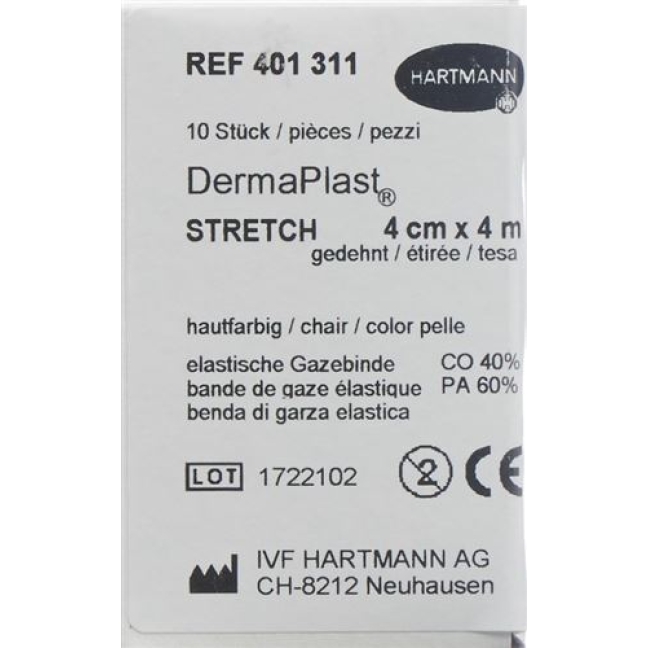 REF 401 311
HARTMANN
10 Stück / pièces / pezzi
DermaPlast®
STRETCH 4 cm x 4 m
gedehnt / étirée / tesa
hautfarbig / chair / color pelle
elastische Gazebinde CO 40%
bande de gaze élastique PA 60%
benda di garza elastica
LOT 1722102
2 CE
IVF HARTMANN AG
CH-8212 Neuhausen